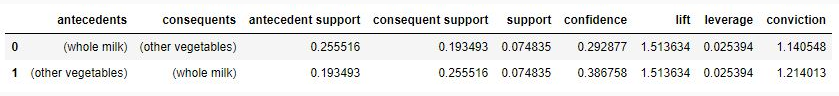 antecedents consequents antecedent support consequent support support confidence lift leverage conviction
0 (whole milk) (other vegetables) 0.255516 0.193493 0.074835 0.292877 1.513634 0.025394 1.140548
1 (other vegetables) (whole milk) 0.193493 0.255516 0.074835 0.386758 1.513634 0.025394 1.214013